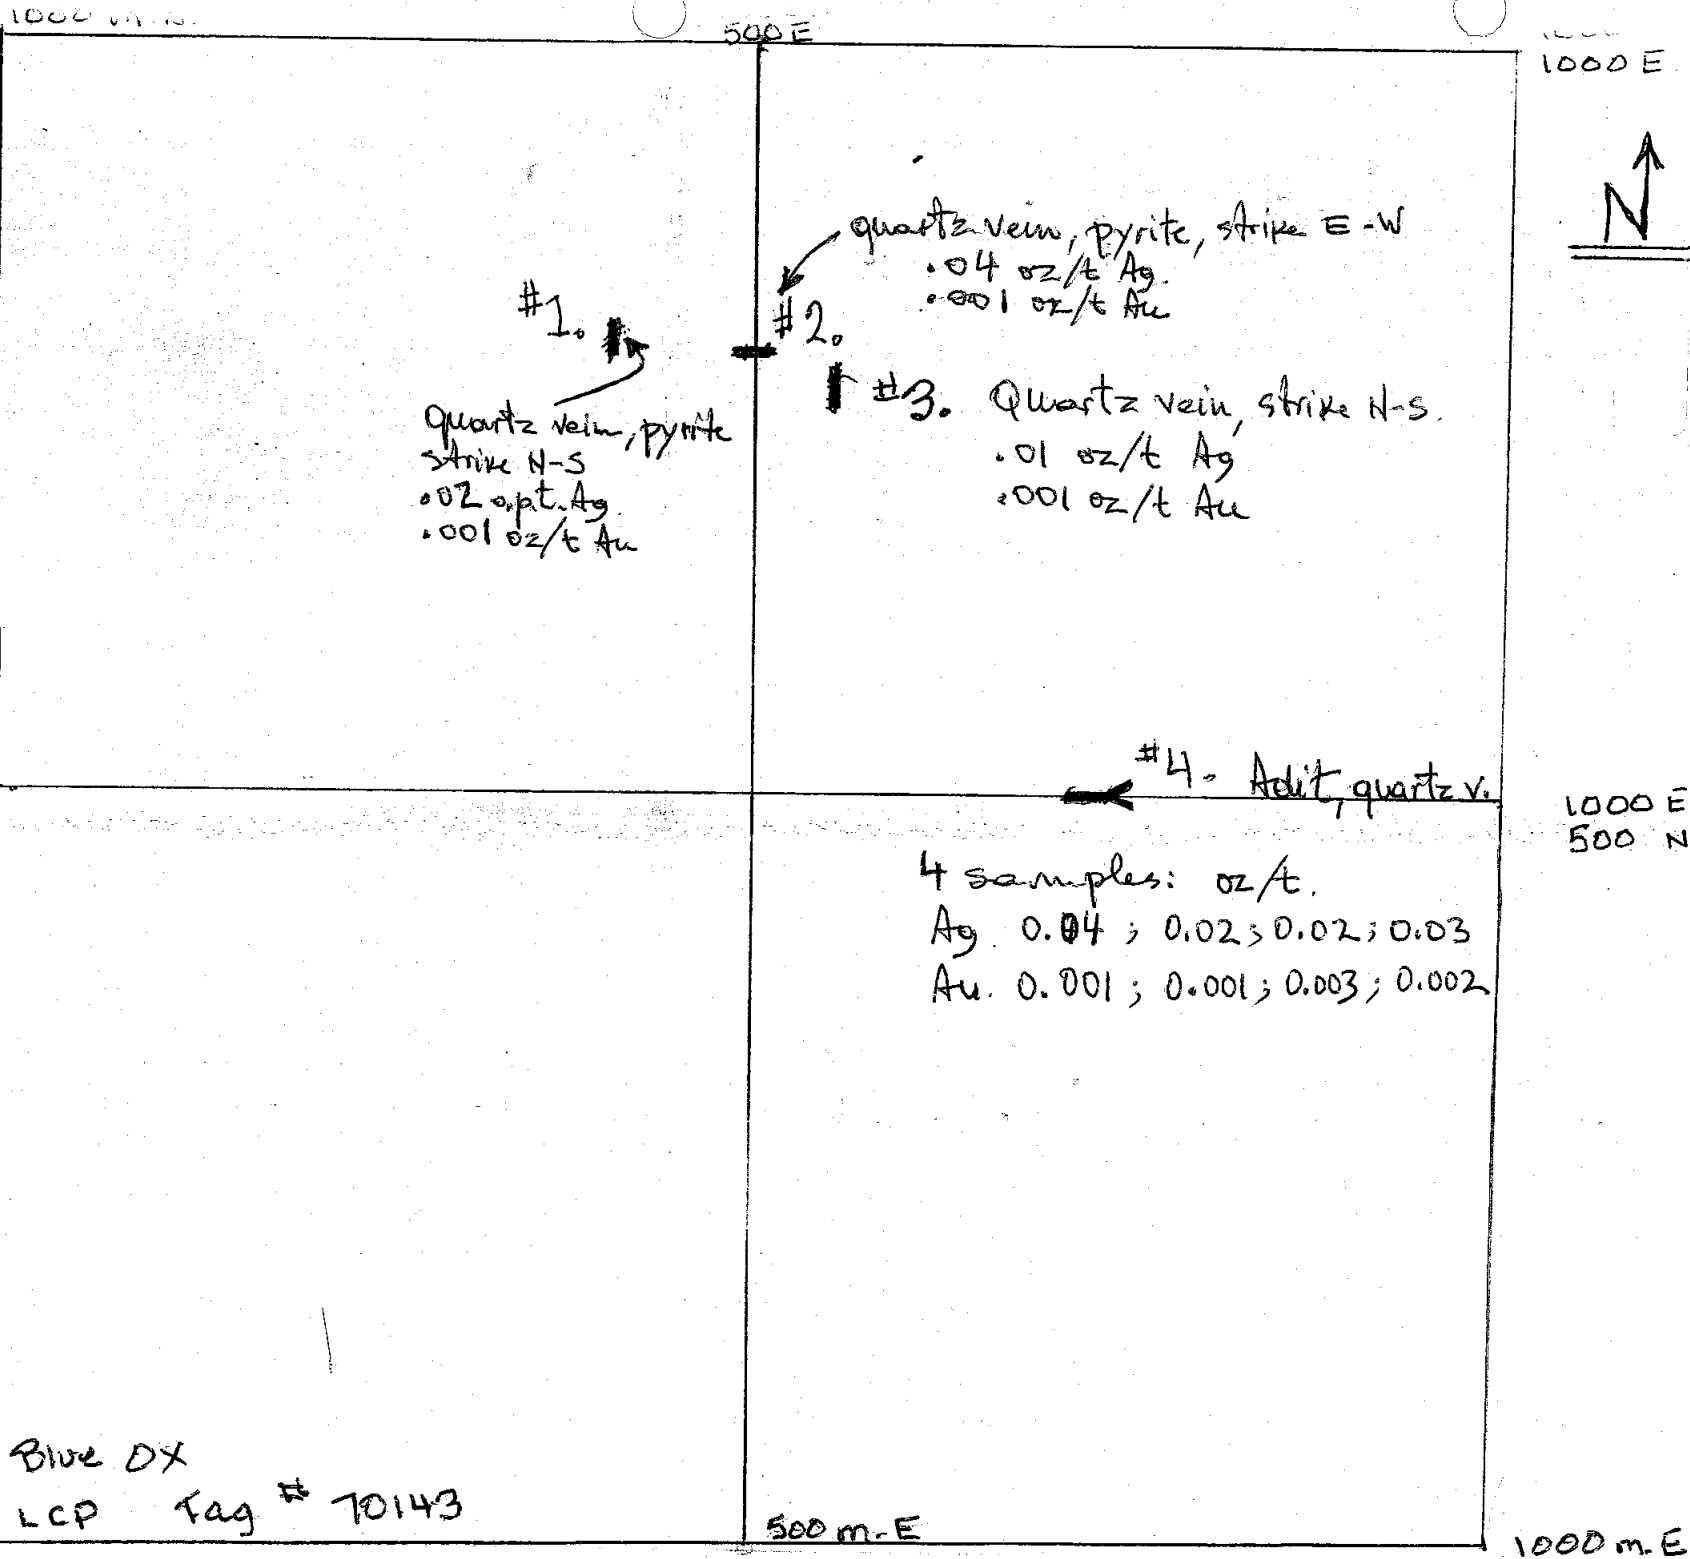 500 E
1000 E
N
quartz vein, pyrite, strike E-W
.04 oz/t Ag.
.001 oz/t Au
#1.
#2.
#3. Quartz vein, strike N-S.
.01 oz/t Ag
.001 oz/t Au
quartz vein, pyrite
strike N-S
.02 o.p.t. Ag.
.001 oz/t Au
#4. Adit, quartz v.
1000 E
500 N
4 samples: oz/t.
Ag. 0.04 ; 0.02 ; 0.02 ; 0.03
Au. 0.001 ; 0.001 ; 0.003 ; 0.002
Blue OX
LCP Tag # 70143
500 m. E
1000 m. E